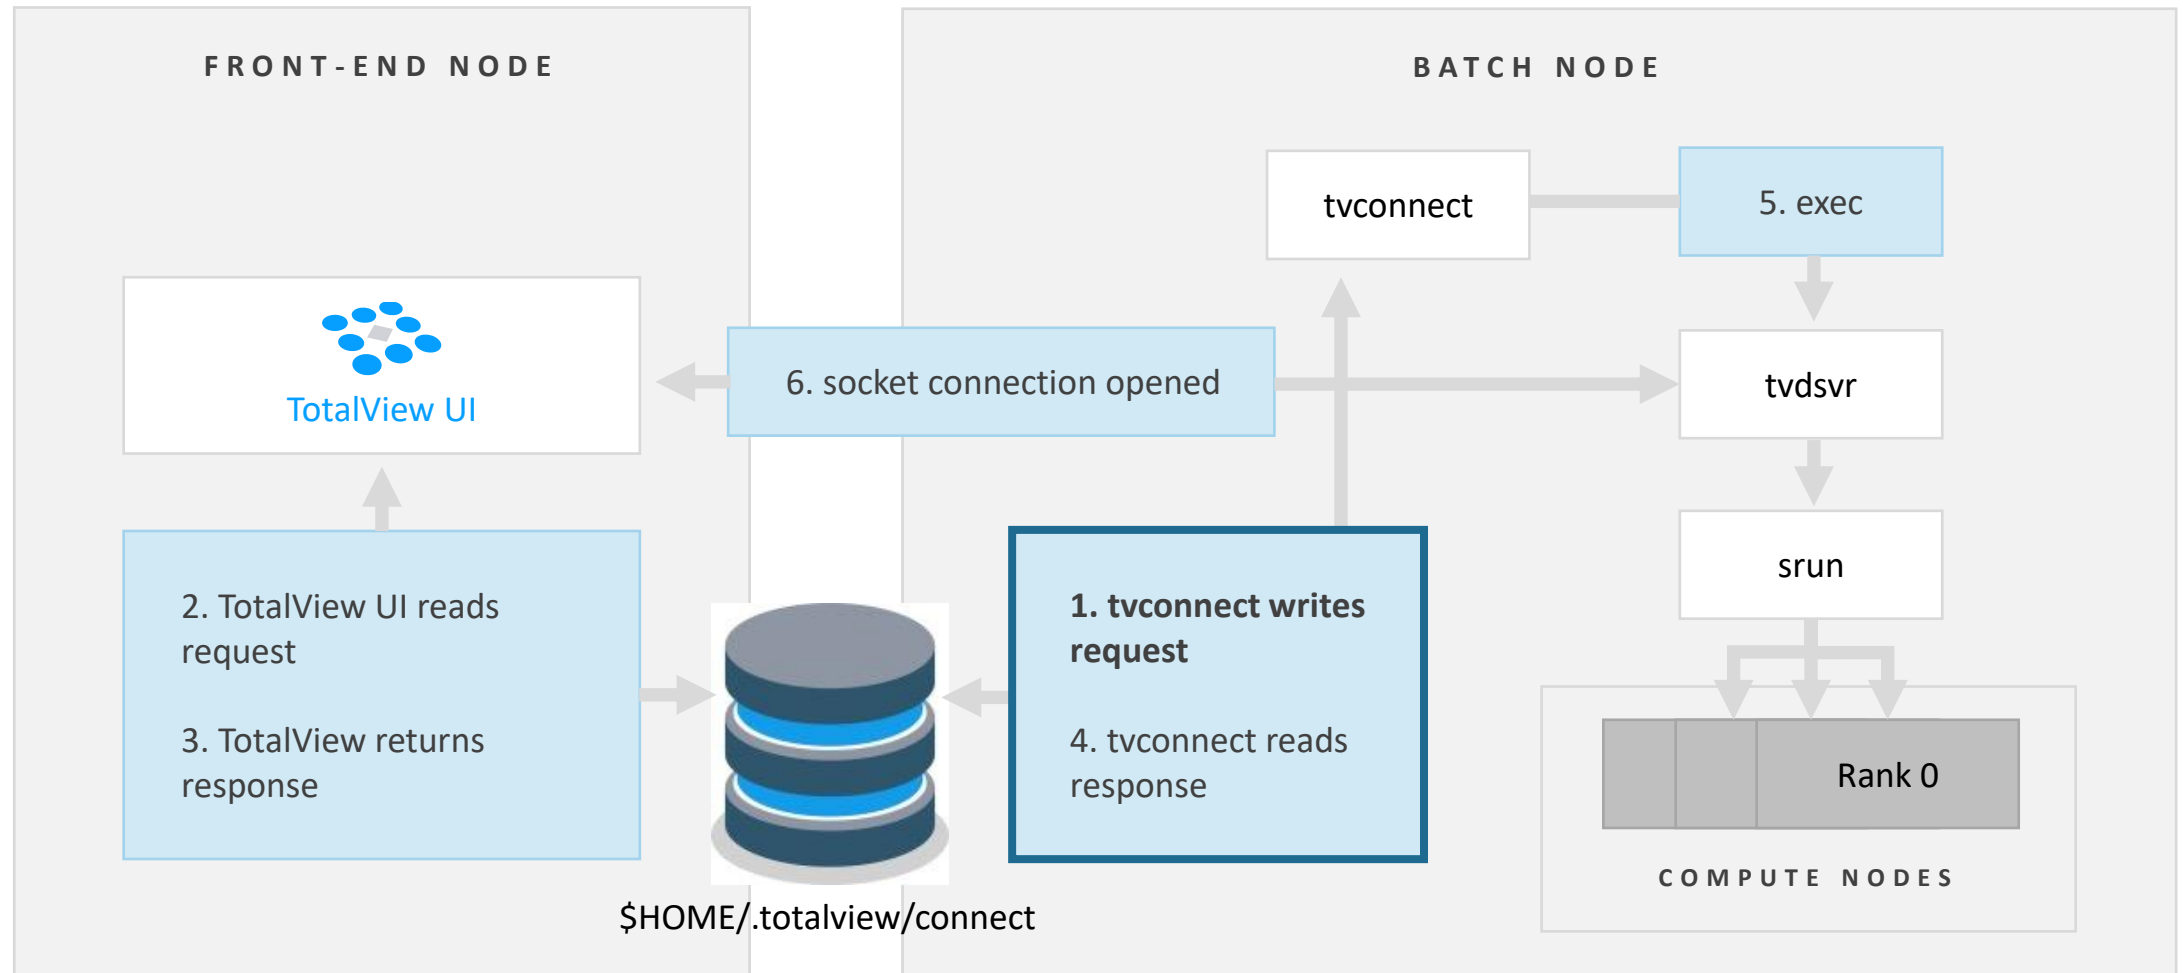 FRONT-END NODE
BATCH NODE
tvconnect
5. exec
TotalView UI
6. socket connection opened
tvdsvr
srun
2. TotalView UI reads
request
3. TotalView returns
response
1. tvconnect writes
request
4. tvconnect reads
response
Rank 0
COMPUTE NODES
$HOME/.totalview/connect